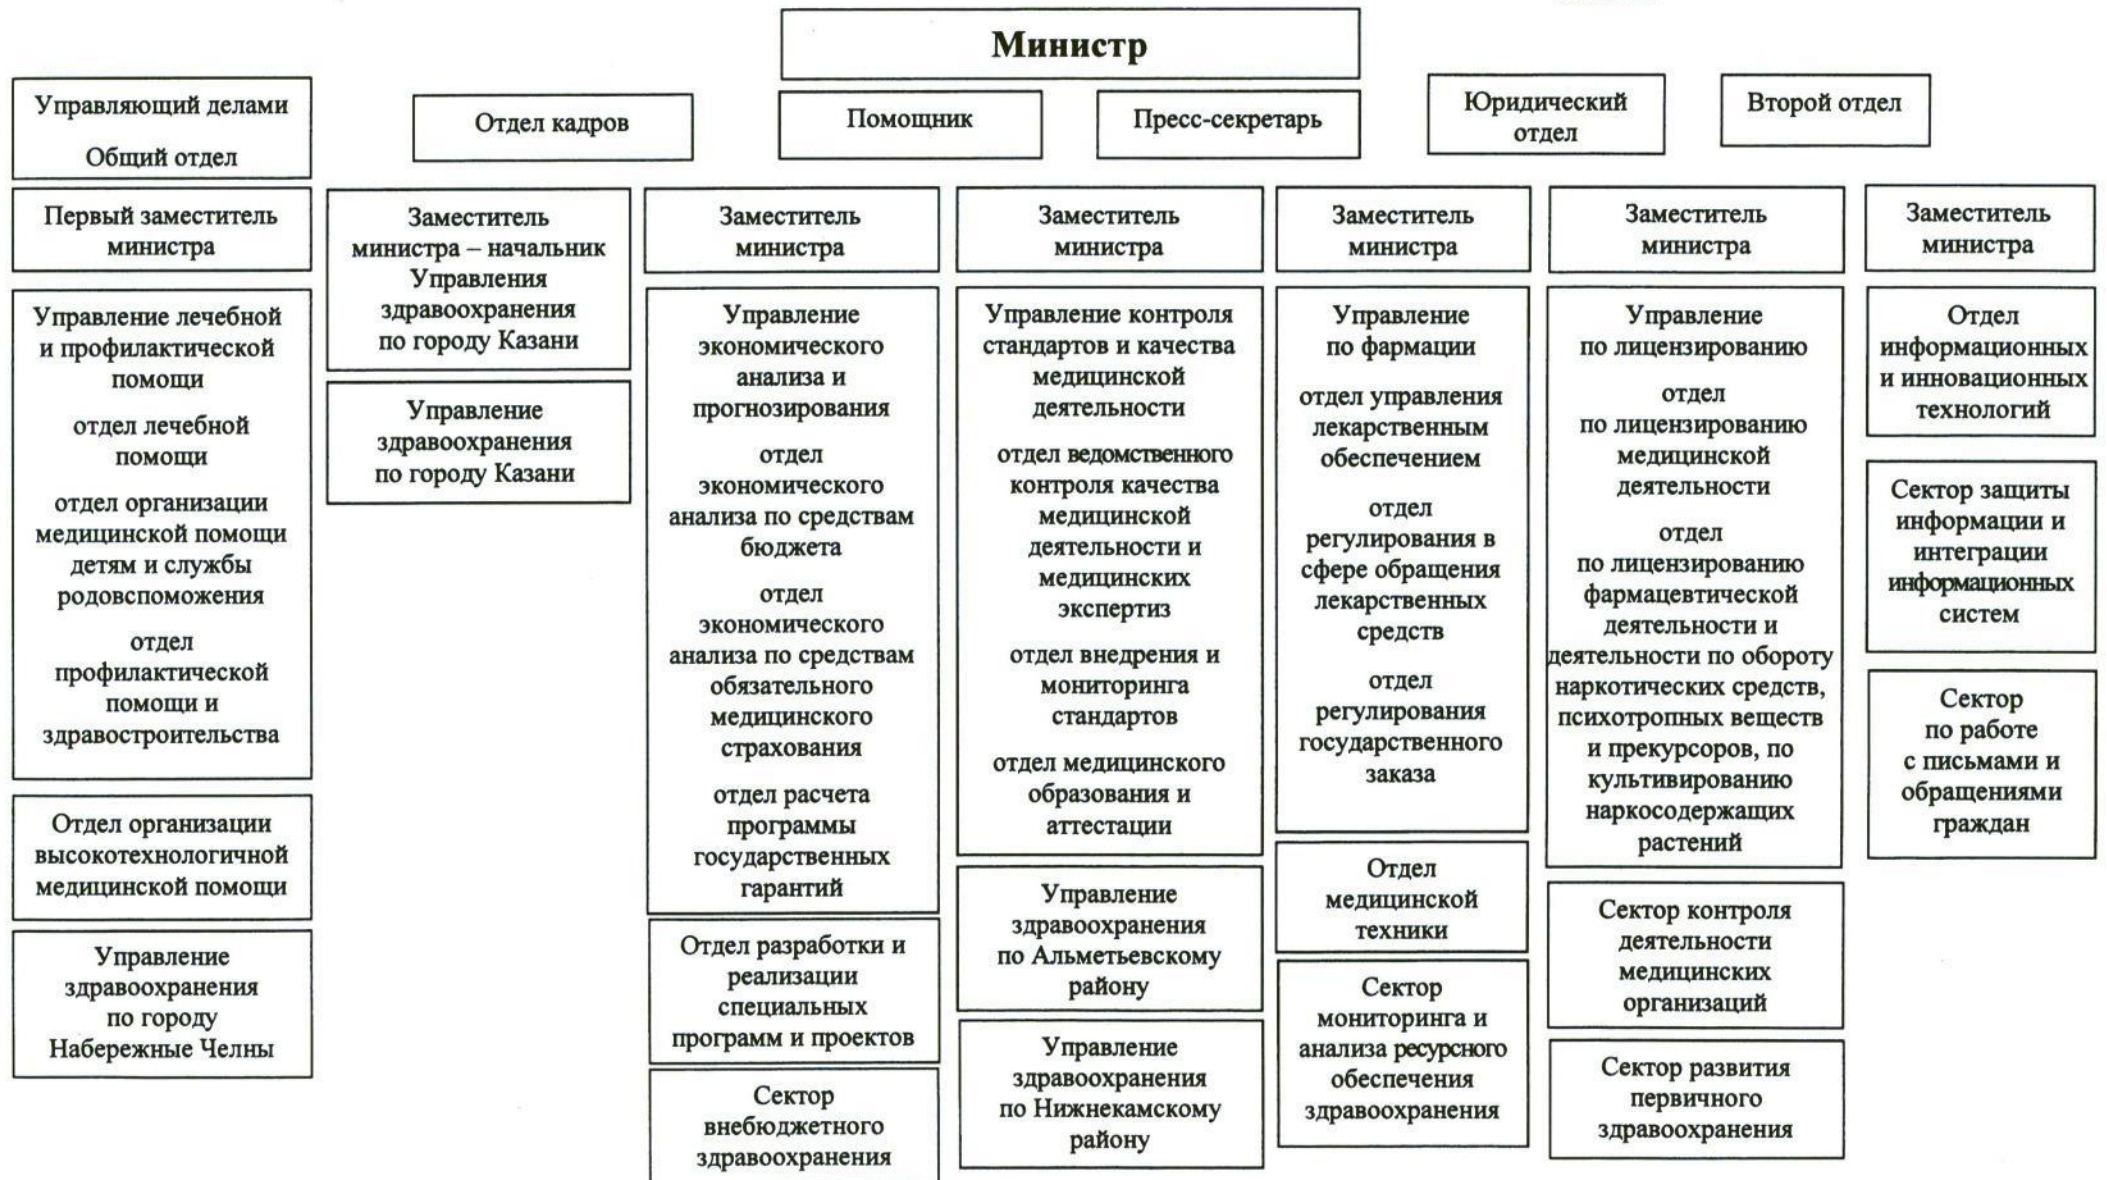 Министр
Управляющий делами
Общий отдел
Отдел кадров
Помощник
Пресс-секретарь
Юридический
отдел
Второй отдел
Первый заместитель
министра
Управление лечебной
и профилактической
помощи
отдел лечебной
помощи
отдел организации
медицинской помощи
детям и службы
родовспоможения
отдел
профилактической
помощи и
здравостроительства
Отдел организации
высокотехнологичной
медицинской помощи
Управление
здравоохранения
по городу
Набережные Челны
Заместитель
министра – начальник
Управления
здравоохранения
по городу Казани
Управление
здравоохранения
по городу Казани
Заместитель
министра
Управление
экономического
анализа и
прогнозирования
отдел
экономического
анализа по средствам
бюджета
отдел
экономического
анализа по средствам
обязательного
медицинского
страхования
отдел расчета
программы
государственных
гарантий
Отдел разработки и
реализации
специальных
программ и проектов
Сектор
внебюджетного
здравоохранения
Заместитель
министра
Управление контроля
стандартов и качества
медицинской
деятельности
отдел ведомственного
контроля качества
медицинской
деятельности и
медицинских
экспертиз
отдел внедрения и
мониторинга
стандартов
отдел медицинского
образования и
аттестации
Управление
здравоохранения
по Альметьевскому
району
Управление
здравоохранения
по Нижнекамскому
району
Заместитель
министра
Управление
по фармации
отдел управления
лекарственным
обеспечением
отдел
регулирования в
сфере обращения
лекарственных
средств
отдел
регулирования
государственного
заказа
Отдел
медицинской
техники
Сектор
мониторинга и
анализа ресурсного
обеспечения
здравоохранения
Заместитель
министра
Управление
по лицензированию
отдел
по лицензированию
медицинской
деятельности
отдел
по лицензированию
фармацевтической
деятельности и
деятельности по обороту
наркотических средств,
психотропных веществ
и прекурсоров, по
культивированию
наркосодержащих
растений
Сектор контроля
деятельности
медицинских
организаций
Сектор развития
первичного
здравоохранения
Заместитель
министра
Отдел
информационных
и инновационных
технологий
Сектор защиты
информации и
интеграции
информационных
систем
Сектор
по работе
с письмами и
обращениями
граждан